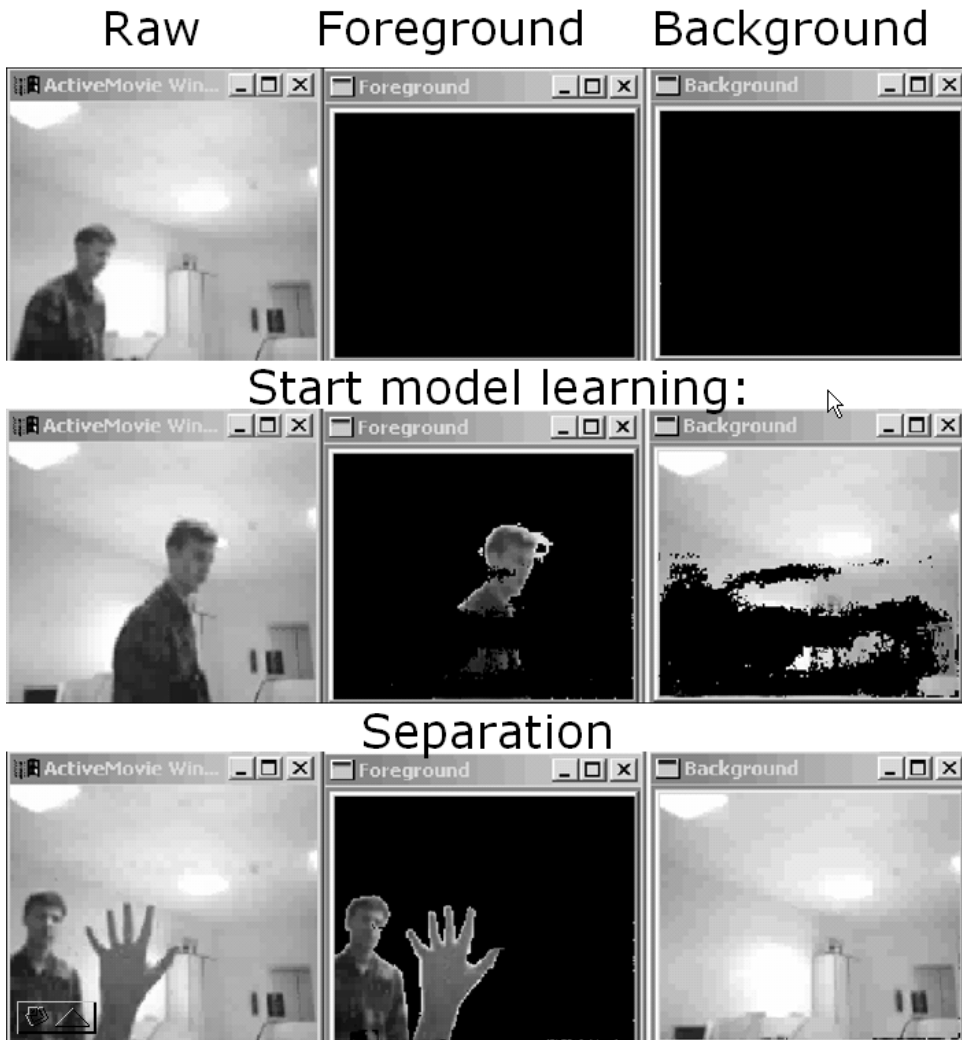 Raw Foreground Background
ActiveMovie Win... Foreground Background
Start model learning:
ActiveMovie Win... Foreground Background
Separation
ActiveMovie Win... Foreground Background